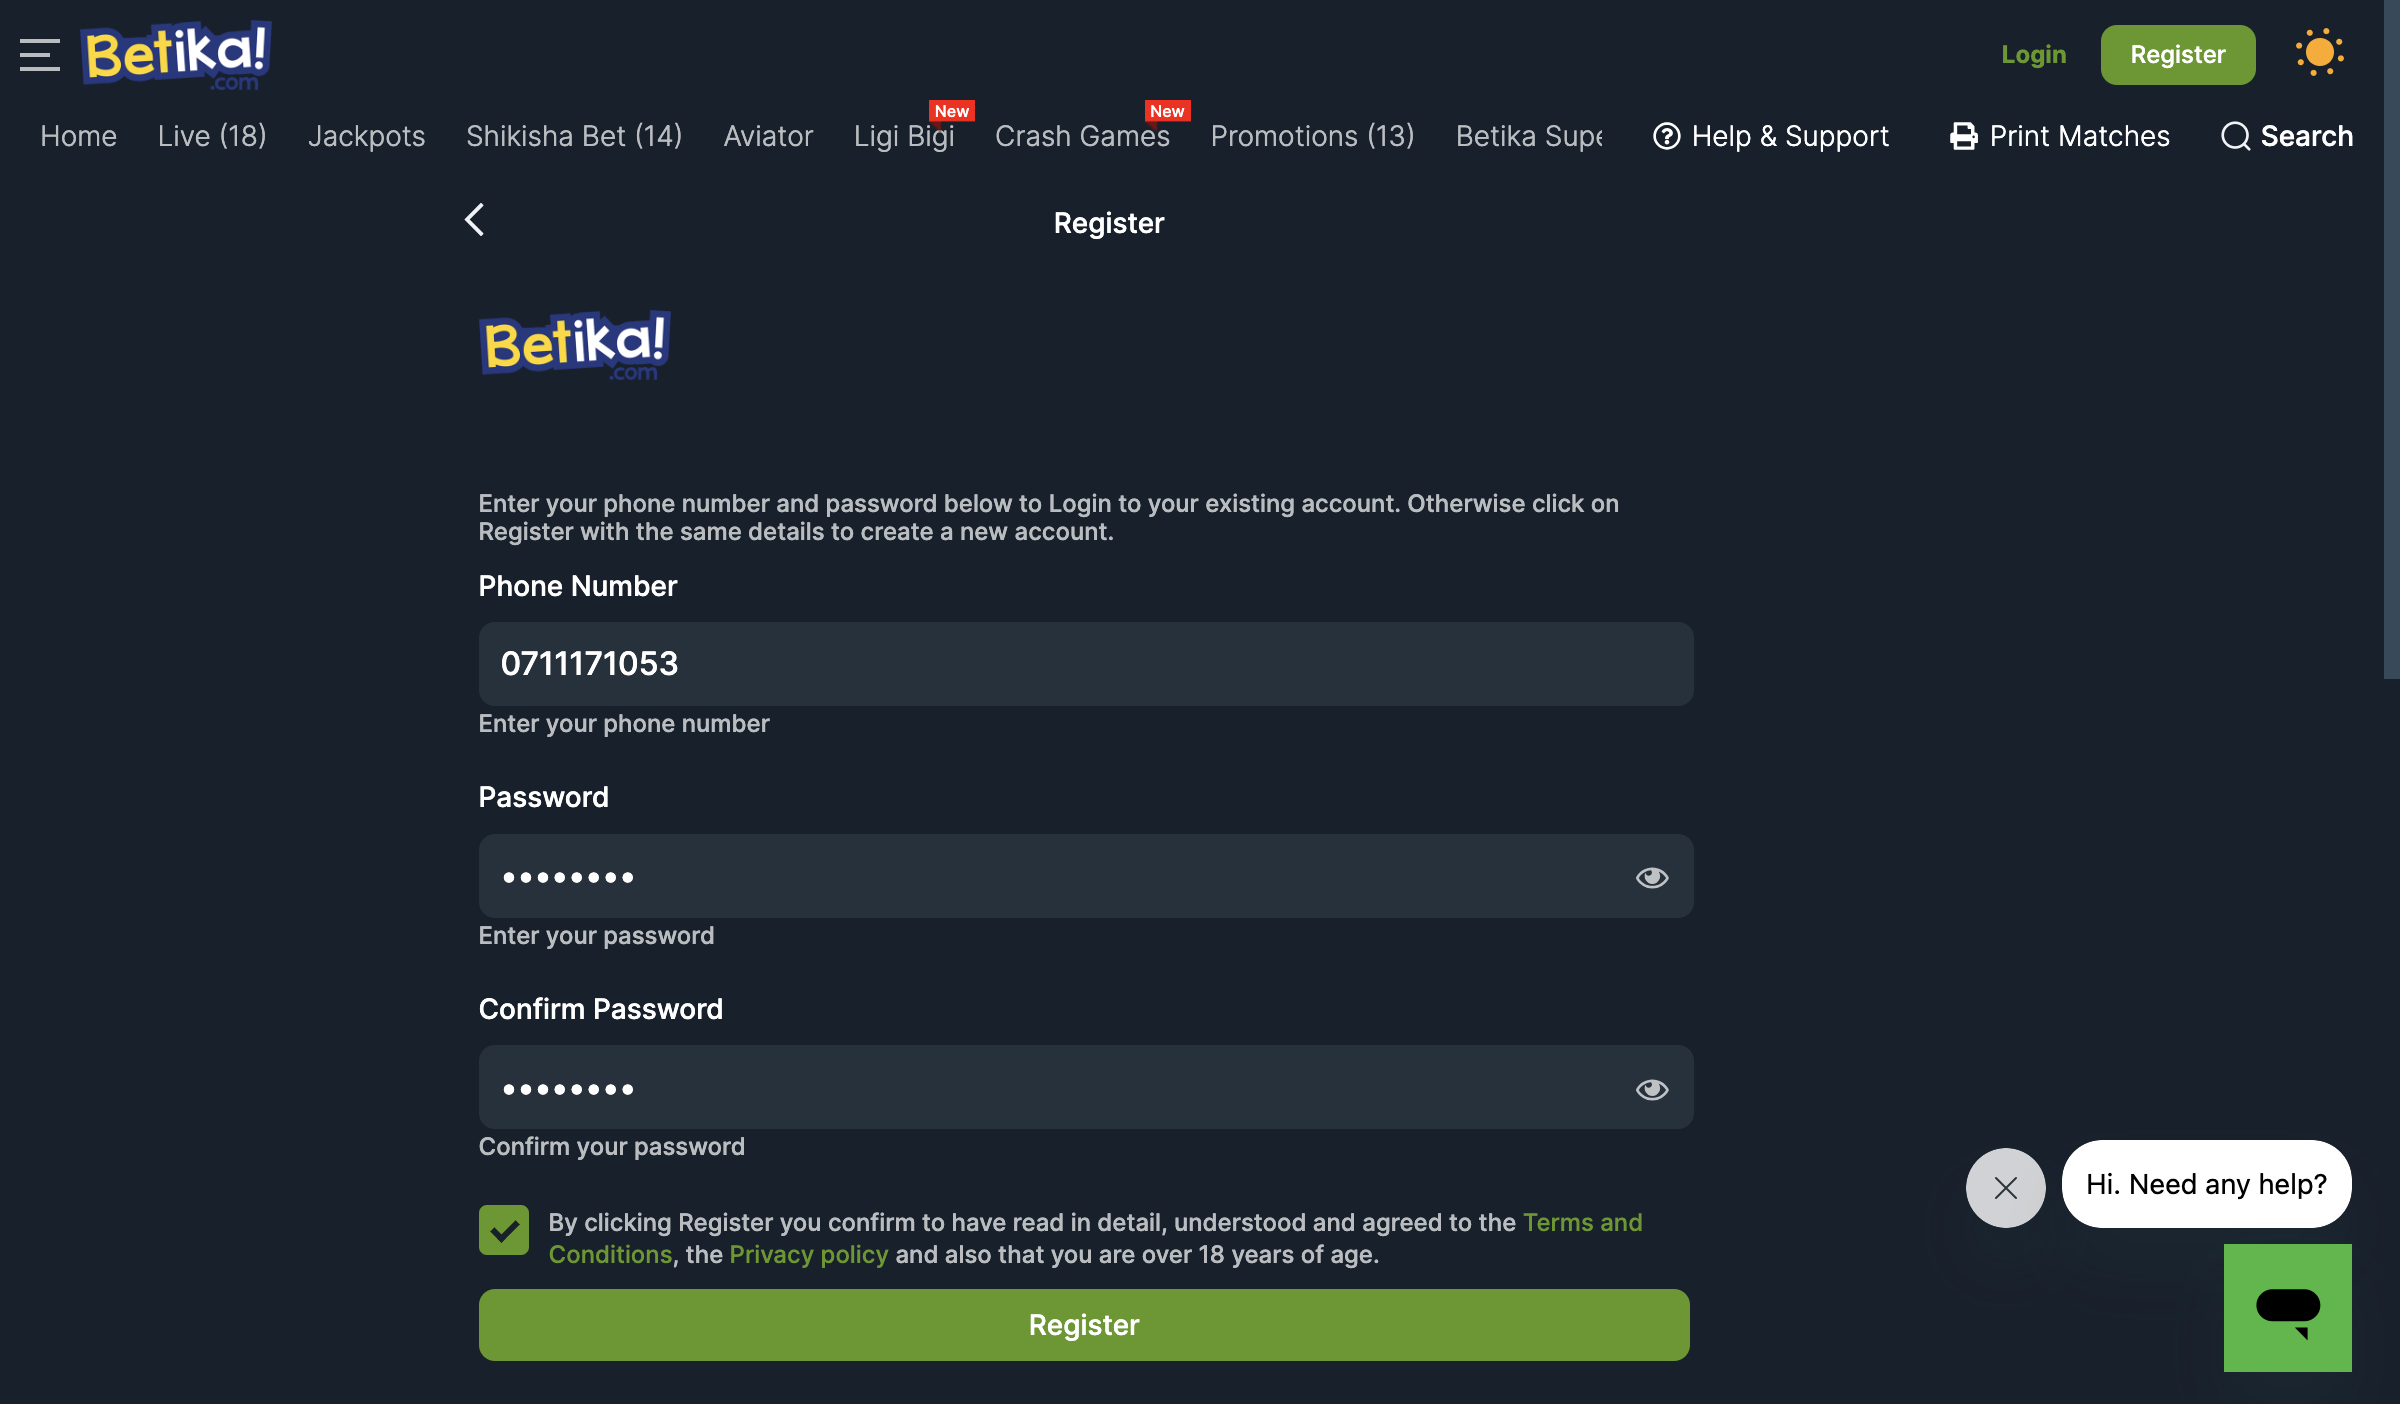 Betika!
.com
Login
Register
Home
Live (18)
Jackpots
Shikisha Bet (14)
Aviator
Ligi Bigi
New
Crash Games
New
Promotions (13)
Betika Supe
Help & Support
Print Matches
Search
Register
Betika!
.com
Enter your phone number and password below to Login to your existing account. Otherwise click on
Register with the same details to create a new account.
Phone Number
0711171053
Enter your phone number
Password
••••••••
Enter your password
Confirm Password
••••••••
Confirm your password
By clicking Register you confirm to have read in detail, understood and agreed to the Terms and
Conditions, the Privacy policy and also that you are over 18 years of age.
Register
Hi. Need any help?